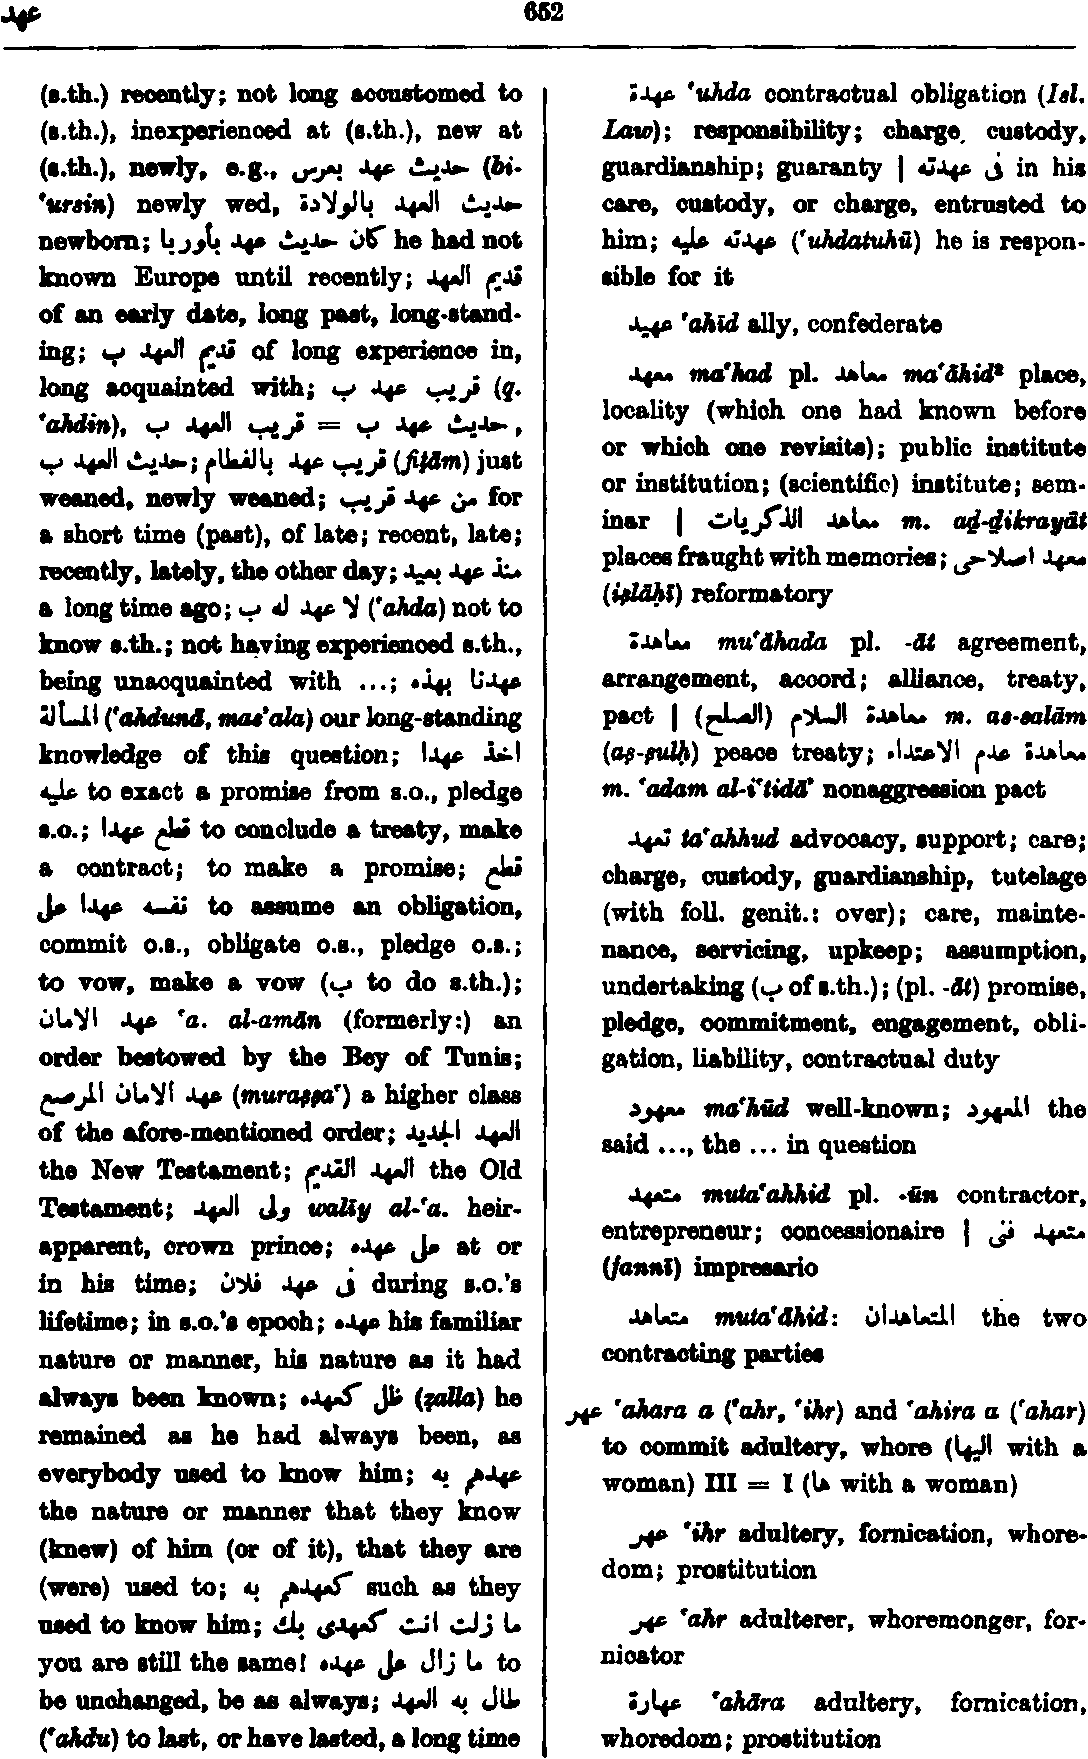 عهد
652
(s.th.) recently; not long accustomed to
(s.th.), inexperienced at (s.th.), new at
(s.th.), newly, e.g., حديث عهد بعرس (bi-
‘ursin) newly wed, حديث العهد بالولادة
newborn; كان حديث عهد بأوربا he had not
known Europe until recently; قديم العهد
of an early date, long past, long-stand-
ing; قديم العهد ب of long experience in,
long acquainted with; قريب عهد ب (q.
‘ahdin), حديث عهد ب = قريب العهد ب,
حديث العهد ب; قريب عهد بالفطام (fiṭām) just
weaned, newly weaned; من عهد قريب for
a short time (past), of late; recent, late;
recently, lately, the other day; منذ عهد بعيد
a long time ago; لا عهد له ب (‘ahda) not to
know s.th.; not having experienced s.th.,
being unacquainted with ...; عهدنا بهذه
المسألة (‘ahdunā, mas’ala) our long-standing
knowledge of this question; اخذ عهدا
عليه to exact a promise from s.o., pledge
s.o.; قطع عهدا to conclude a treaty, make
a contract; to make a promise; قطع
نفسه عهدا على to assume an obligation,
commit o.s., obligate o.s., pledge o.s.;
to vow, make a vow (ب to do s.th.);
عهد الامان ‘a. al-amān (formerly:) an
order bestowed by the Bey of Tunis;
عهد الامان المرصع (muraṣṣa‘) a higher class
of the afore-mentioned order; العهد الجديد
the New Testament; العهد القديم the Old
Testament; ولى العهد walīy al-‘a. heir-
apparent, crown prince; على عهده at or
in his time; فى عهد فلان during s.o.’s
lifetime; in s.o.’s epoch; عهده his familiar
nature or manner, his nature as it had
always been known; ظل كعهده (ẓalla) he
remained as he had always been, as
everybody used to know him; عهدهم به
the nature or manner that they know
(knew) of him (or of it), that they are
(were) used to; كعهدهم به such as they
used to know him; ما زلت انت كعهدى بك
you are still the same! ما زال على عهده to
be unchanged, be as always; طال به العهد
(‘ahdu) to last, or have lasted, a long time
عهدة ‘uhda contractual obligation (Isl.
Law); responsibility; charge, custody,
guardianship; guaranty | فى عهدته in his
care, custody, or charge, entrusted to
him; عهدته عليه (‘uhdatuhū) he is respon-
sible for it
عهيد ‘ahīd ally, confederate
معهد ma‘had pl. معاهد ma‘āhid² place,
locality (which one had known before
or which one revisits); public institute
or institution; (scientific) institute; sem-
inar | معاهد الذكريات m. aḏ-ḏikrayāt
places fraught with memories; معهد اصلاحى
(iṣlāḥī) reformatory
معاهدة mu‘āhada pl. -āt agreement,
arrangement, accord; alliance, treaty,
pact | معاهدة السلام (الصلح) m. as-salām
(aṣ-ṣulḥ) peace treaty; معاهدة عدم الاعتداء
m. ‘adam al-i‘tidā’ nonaggression pact
تعهد ta‘ahhud advocacy, support; care;
charge, custody, guardianship, tutelage
(with foll. genit.: over); care, mainte-
nance, servicing, upkeep; assumption,
undertaking (ب of s.th.); (pl. -āt) promise,
pledge, commitment, engagement, obli-
gation, liability, contractual duty
معهود ma‘hūd well-known; المعهود the
said ..., the ... in question
متعهد muta‘ahhid pl. -ūn contractor,
entrepreneur; concessionaire | متعهد فنى
(fannī) impresario
متعاهد muta‘āhid: المتعاهدان the two
contracting parties
عهر ‘ahara a (‘ahr, ‘ihr) and ‘ahira a (‘ahar)
to commit adultery, whore (اليها with a
woman) III = I (ها with a woman)
عهر ‘ihr adultery, fornication, whore-
dom; prostitution
عهر ‘ahr adulterer, whoremonger, for-
nicator
عهارة ‘ahāra adultery, fornication,
whoredom; prostitution